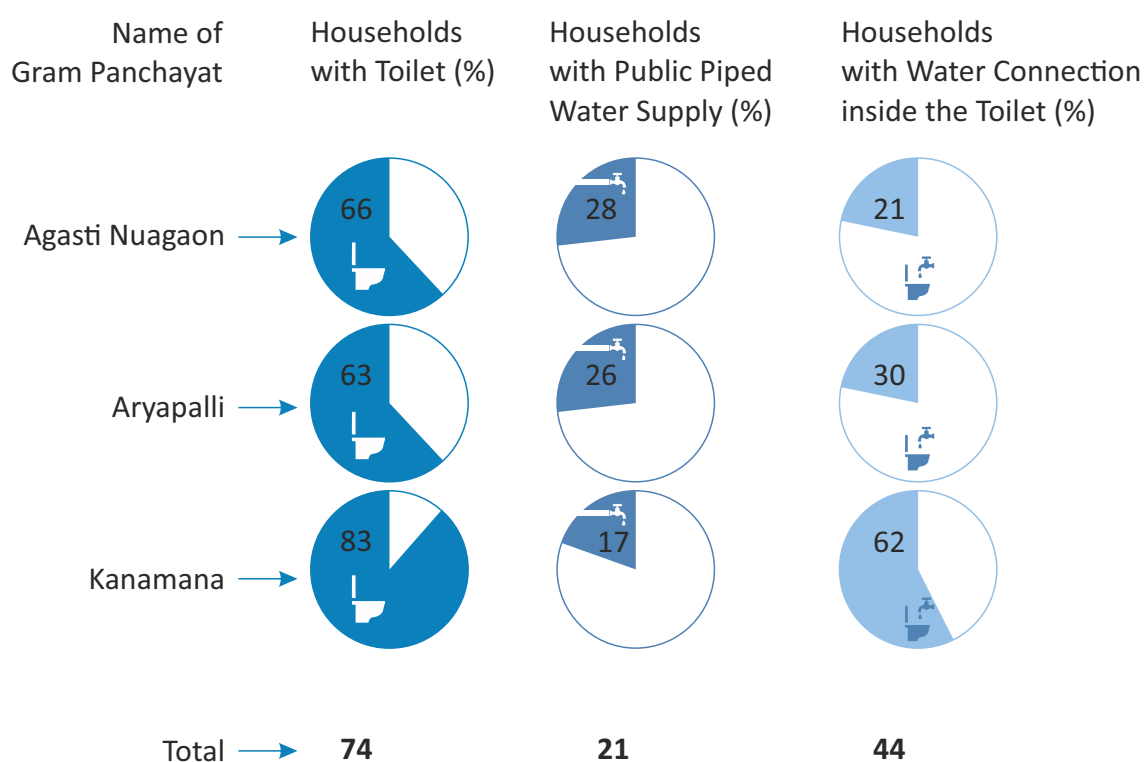 Name of
Gram Panchayat
Households
with Toilet (%)
Households
with Public Piped
Water Supply (%)
Households
with Water Connection
inside the Toilet (%)
Agasti Nuagaon
66
28
21
Aryapalli
63
26
30
Kanamana
83
17
62
Total
74
21
44